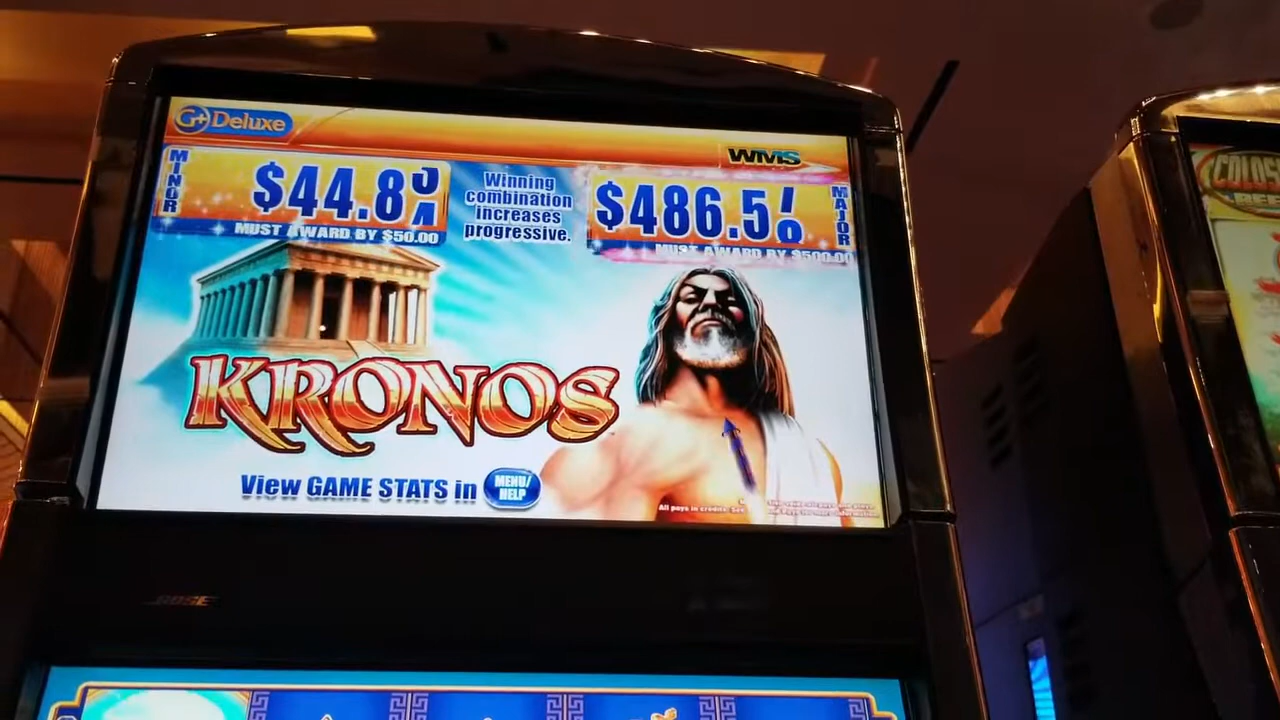 G+ Deluxe
WMS
MINOR
$44.8
MUST AWARD BY $50.00
Winning
combination
increases
progressive.
$486.5
MAJOR
MUST AWARD BY $500.00
KRONOS
View GAME STATS in
MENU/
HELP
All pays in credits. See
BOSE